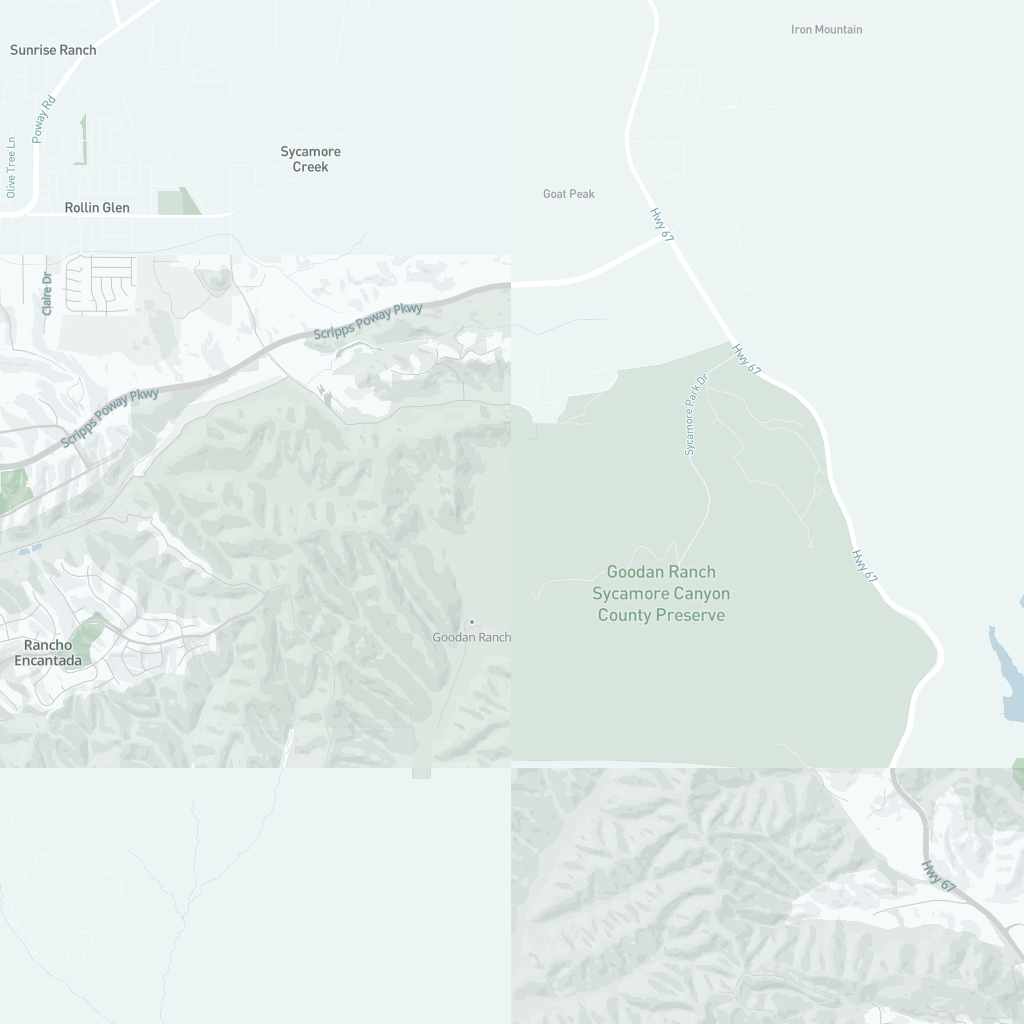 Iron Mountain
Sunrise Ranch
Poway Rd
Olive Tree Ln
Sycamore
Creek
Goat Peak
Rollin Glen
Hwy 67
Claire Dr
Scripps Poway Pkwy
Hwy 67
Sycamore Park Dr
Scripps Poway Pkwy
Hwy 67
Goodan Ranch
Sycamore Canyon
County Preserve
Goodan Ranch
Rancho
Encantada
Hwy 67